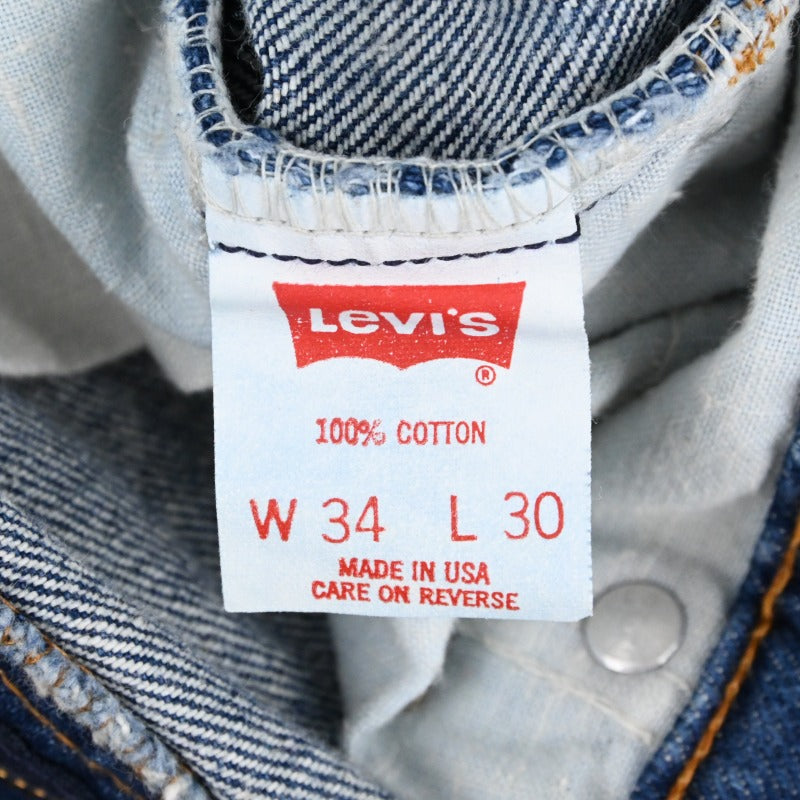 Levi's
®
100% COTTON
W 34 L 30
MADE IN USA
CARE ON REVERSE